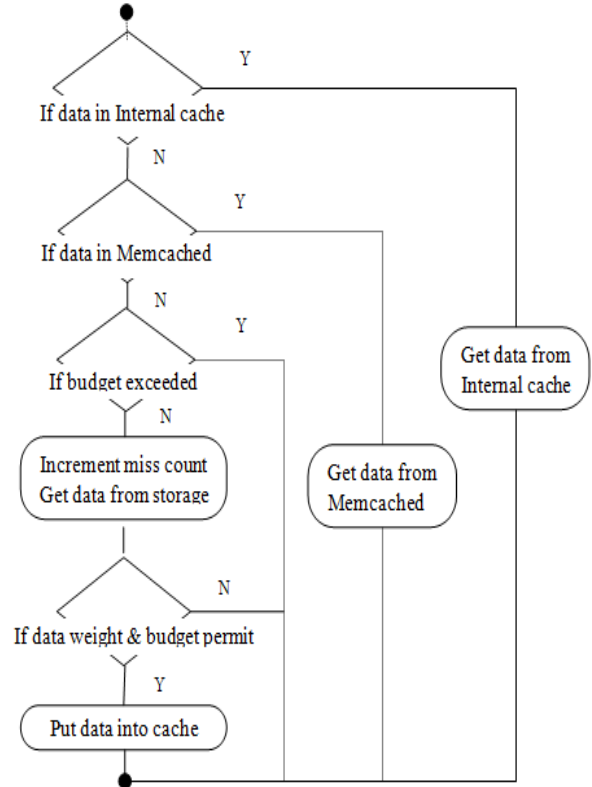 Y
If data in Internal cache
N
Y
If data in Memcached
N
Y
If budget exceeded
N
Get data from
Internal cache
Increment miss count
Get data from storage
Get data from
Memcached
N
If data weight & budget permit
Y
Put data into cache